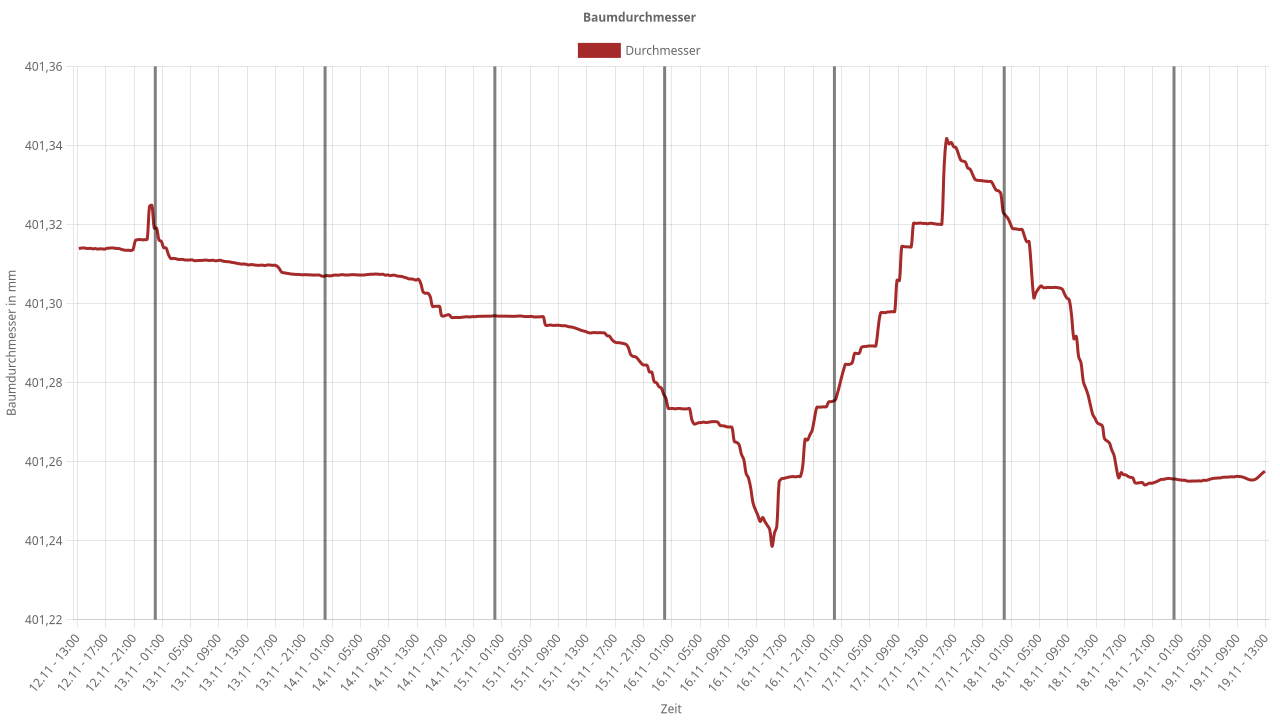 Baumdurchmesser
Durchmesser
401,36
401,34
401,32
401,30
401,28
401,26
401,24
401,22
Baumdurchmesser in mm
12.11 - 13:00
12.11 - 17:00
12.11 - 21:00
13.11 - 01:00
13.11 - 05:00
13.11 - 09:00
13.11 - 13:00
13.11 - 17:00
13.11 - 21:00
14.11 - 01:00
14.11 - 05:00
14.11 - 09:00
14.11 - 13:00
14.11 - 17:00
14.11 - 21:00
15.11 - 01:00
15.11 - 05:00
15.11 - 09:00
15.11 - 13:00
15.11 - 17:00
15.11 - 21:00
16.11 - 01:00
16.11 - 05:00
16.11 - 09:00
16.11 - 13:00
16.11 - 17:00
16.11 - 21:00
17.11 - 01:00
17.11 - 05:00
17.11 - 09:00
17.11 - 13:00
17.11 - 17:00
17.11 - 21:00
18.11 - 01:00
18.11 - 05:00
18.11 - 09:00
18.11 - 13:00
18.11 - 17:00
18.11 - 21:00
19.11 - 01:00
19.11 - 05:00
19.11 - 09:00
19.11 - 13:00
Zeit